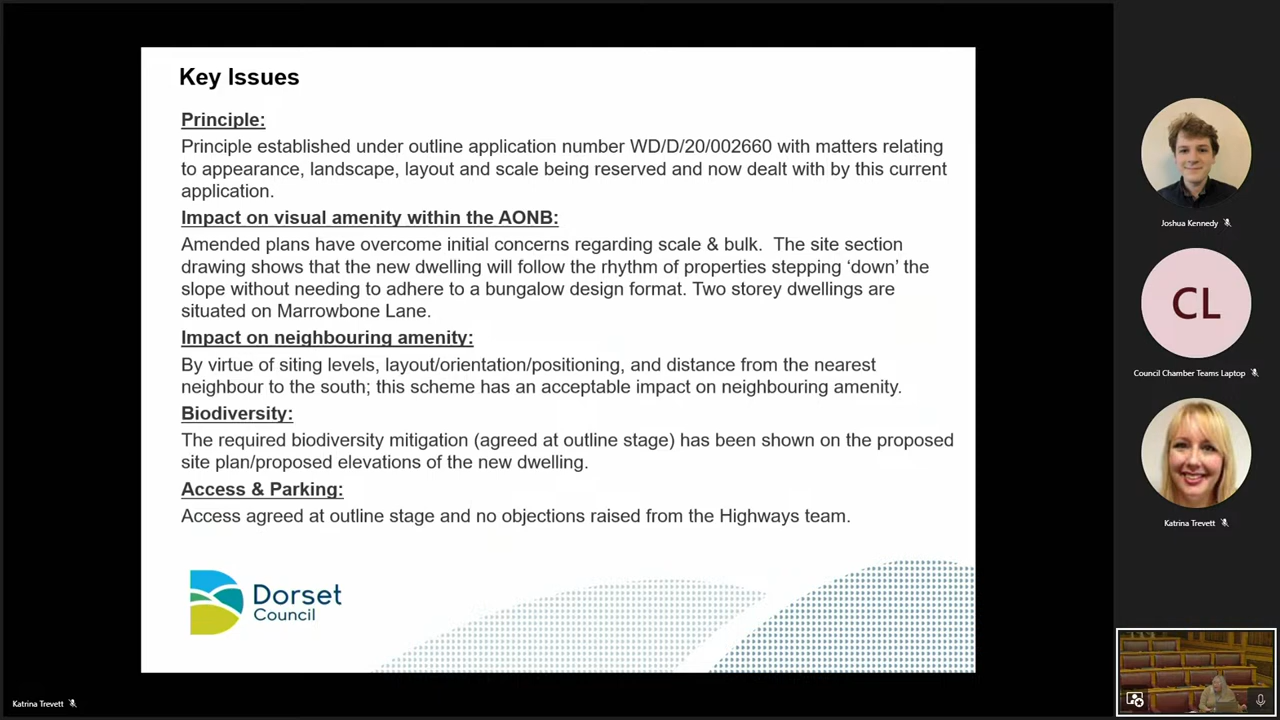 Key Issues
Principle:
Principle established under outline application number WD/D/20/002660 with matters relating
to appearance, landscape, layout and scale being reserved and now dealt with by this current
application.
Impact on visual amenity within the AONB:
Amended plans have overcome initial concerns regarding scale & bulk.  The site section
drawing shows that the new dwelling will follow the rhythm of properties stepping ‘down’ the
slope without needing to adhere to a bungalow design format. Two storey dwellings are
situated on Marrowbone Lane.
Impact on neighbouring amenity:
By virtue of siting levels, layout/orientation/positioning, and distance from the nearest
neighbour to the south; this scheme has an acceptable impact on neighbouring amenity.
Biodiversity:
The required biodiversity mitigation (agreed at outline stage) has been shown on the proposed
site plan/proposed elevations of the new dwelling.
Access & Parking:
Access agreed at outline stage and no objections raised from the Highways team.
Dorset
Council
Joshua Kennedy
CL
Council Chamber Teams Laptop
Katrina Trevett
Katrina Trevett